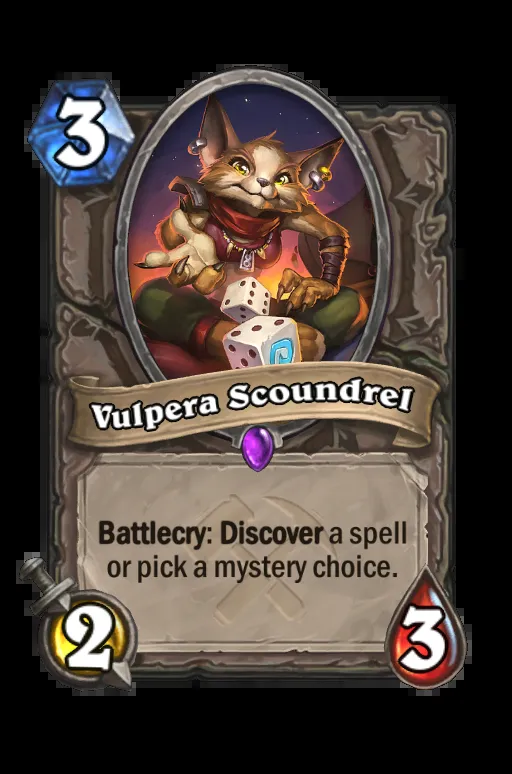 3
Vulpera Scoundrel
Battlecry: Discover a spell
or pick a mystery choice.
2
3